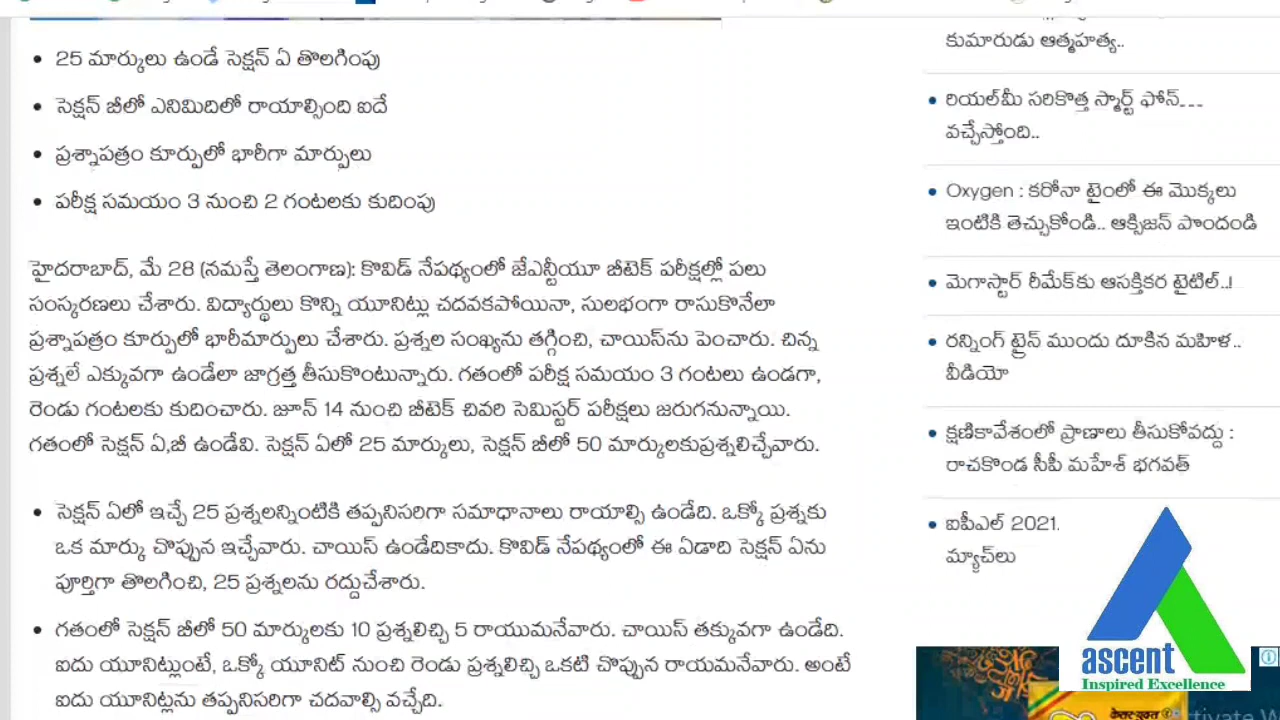 25 మార్కులు ఉండే సెక్షన్ ఏ తొలగింపు
సెక్షన్ బీలో ఎనిమిదిలో రాయాల్సింది ఐదే
ప్రశ్నాపత్రం కూర్పులో భారీగా మార్పులు
పరీక్ష సమయం 3 నుంచి 2 గంటలకు కుదింపు
హైదరాబాద్, మే 28 (నమస్తే తెలంగాణ): కొవిడ్ నేపథ్యంలో జేఎన్టీయూ బీటెక్ పరీక్షల్లో పలు
సంస్కరణలు చేశారు. విద్యార్థులు కొన్ని యూనిట్లు చదవకపోయినా, సులభంగా రాసుకొనేలా
ప్రశ్నాపత్రం కూర్పులో భారీమార్పులు చేశారు. ప్రశ్నల సంఖ్యను తగ్గించి, చాయిస్‌ను పెంచారు. చిన్న
ప్రశ్నలే ఎక్కువగా ఉండేలా జాగ్రత్త తీసుకొంటున్నారు. గతంలో పరీక్ష సమయం 3 గంటలు ఉండగా,
రెండు గంటలకు కుదించారు. జూన్ 14 నుంచి బీటెక్ చివరి సెమిస్టర్ పరీక్షలు జరుగనున్నాయి.
గతంలో సెక్షన్ ఏ,బీ ఉండేవి. సెక్షన్ ఏలో 25 మార్కులు, సెక్షన్ బీలో 50 మార్కులకుప్రశ్నలిచ్చేవారు.
సెక్షన్ ఏలో ఇచ్చే 25 ప్రశ్నలన్నింటికి తప్పనిసరిగా సమాధానాలు రాయాల్సి ఉండేది. ఒక్కో ప్రశ్నకు
ఒక మార్కు చొప్పున ఇచ్చేవారు. చాయిస్ ఉండేదికాదు. కొవిడ్ నేపథ్యంలో ఈ ఏడాది సెక్షన్ ఏను
పూర్తిగా తొలగించి, 25 ప్రశ్నలను రద్దుచేశారు.
గతంలో సెక్షన్ బీలో 50 మార్కులకు 10 ప్రశ్నలిచ్చి 5 రాయుమనేవారు. చాయిస్ తక్కువగా ఉండేది.
ఐదు యూనిట్లుంటే, ఒక్కో యూనిట్ నుంచి రెండు ప్రశ్నలిచ్చి ఒకటి చొప్పున రాయమనేవారు. అంటే
ఐదు యూనిట్లను తప్పనిసరిగా చదవాల్సి వచ్చేది.
కుమారుడు ఆత్మహత్య..
రియల్‌మీ సరికొత్త స్మార్ట్ ఫోన్---
వచ్చేస్తోంది..
Oxygen : కరోనా టైంలో ఈ మొక్కలు
ఇంటికి తెచ్చుకోండి.. ఆక్సిజన్ పొందండి
మెగాస్టార్ రీమేక్‌కు ఆసక్తికర టైటిల్..!
రన్నింగ్ ట్రైన్ ముందు దూకిన మహిళ..
వీడియో
క్షణికావేశంలో ప్రాణాలు తీసుకోవద్దు :
రాచకొండ సీపీ మహేశ్ భగవత్
ఐపీఎల్ 2021.
మ్యాచ్‌లు
ascent
Inspired Excellence